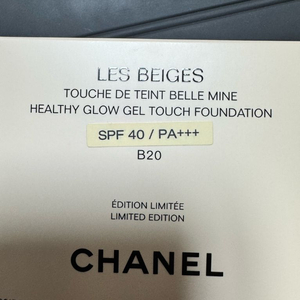 LES BEIGES
TOUCHE DE TEINT BELLE MINE
HEALTHY GLOW GEL TOUCH FOUNDATION
SPF 40 / PA+++
B20
ÉDITION LIMITÉE
LIMITED EDITION
CHANEL